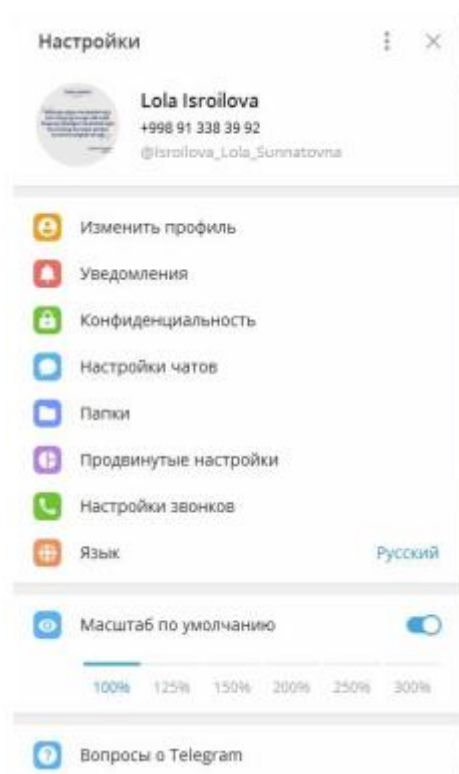 Настройки
Lola Isroilova
+998 91 338 39 92
@Isroilova_Lola_Sunnatovna
Изменить профиль
Уведомления
Конфиденциальность
Настройки чатов
Папки
Продвинутые настройки
Настройки звонков
Язык Русский
Масштаб по умолчанию
100% 125% 150% 200% 250% 300%
Вопросы о Telegram